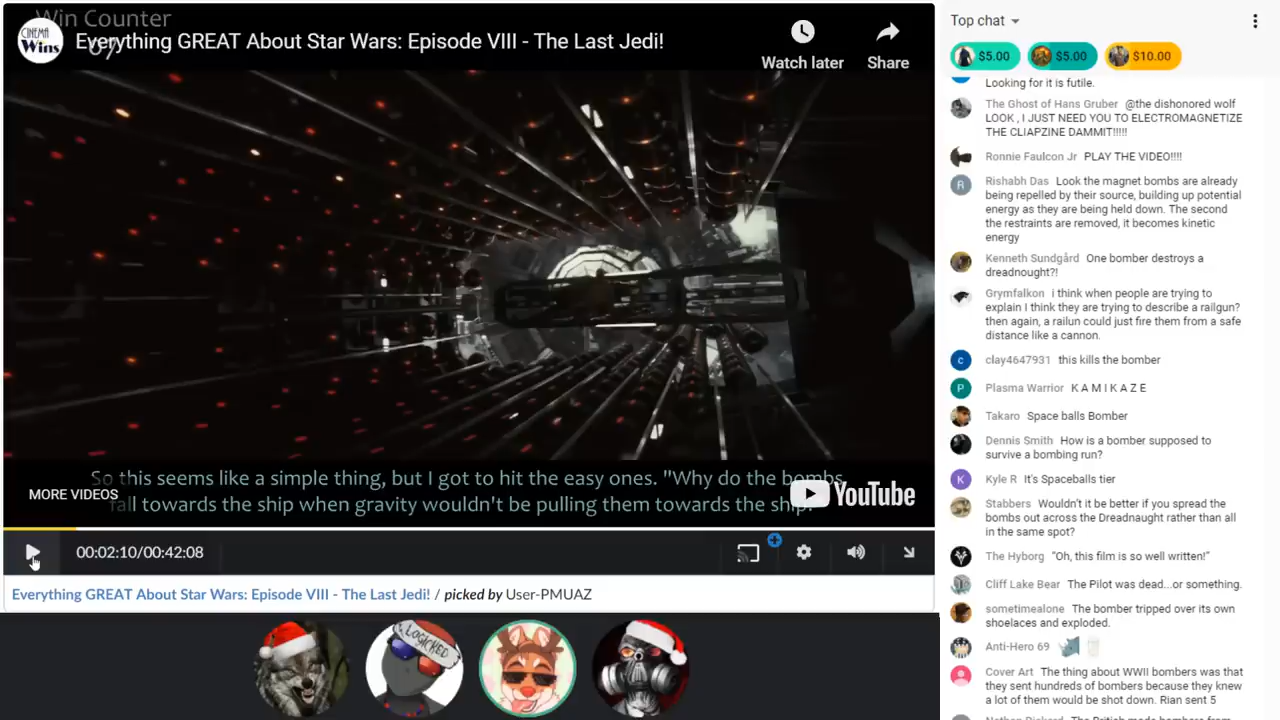 Win Counter
07
CINEMA
Wins
Everything GREAT About Star Wars: Episode VIII - The Last Jedi!
Watch later
Share
So this seems like a simple thing, but I got to hit the easy ones. "Why do the bombs
fall towards the ship when gravity wouldn't be pulling them towards the ship
MORE VIDEOS
YouTube
00:02:10/00:42:08
Everything GREAT About Star Wars: Episode VIII - The Last Jedi! / picked by User-PMUAZ
LOGICKED
Top chat
$5.00
$5.00
$10.00
Looking for it is futile.
The Ghost of Hans Gruber @the dishonored wolf
LOOK , I JUST NEED YOU TO ELECTROMAGNETIZE
THE CLIAPZINE DAMMIT!!!!!
Ronnie Faulcon Jr PLAY THE VIDEO!!!!
R
Rishabh Das Look the magnet bombs are already
being repelled by their source, building up potential
energy as they are being held down. The second
the restraints are removed, it becomes kinetic
energy
Kenneth Sundgård One bomber destroys a
dreadnought?!
Grymfalkon i think when people are trying to
explain I think they are trying to describe a railgun?
then again, a railun could just fire them from a safe
distance like a cannon.
c
clay4647931 this kills the bomber
P
Plasma Warrior K A M I K A Z E
Takaro Space balls Bomber
Dennis Smith How is a bomber supposed to
survive a bombing run?
K
Kyle R It's Spaceballs tier
Stabbers Wouldn't it be better if you spread the
bombs out across the Dreadnaught rather than all
in the same spot?
The Hyborg "Oh, this film is so well written!"
Cliff Lake Bear The Pilot was dead...or something.
sometimealone The bomber tripped over its own
shoelaces and exploded.
Anti-Hero 69
Cover Art The thing about WWII bombers was that
they sent hundreds of bombers because they knew
a lot of them would be shot down. Rian sent 5